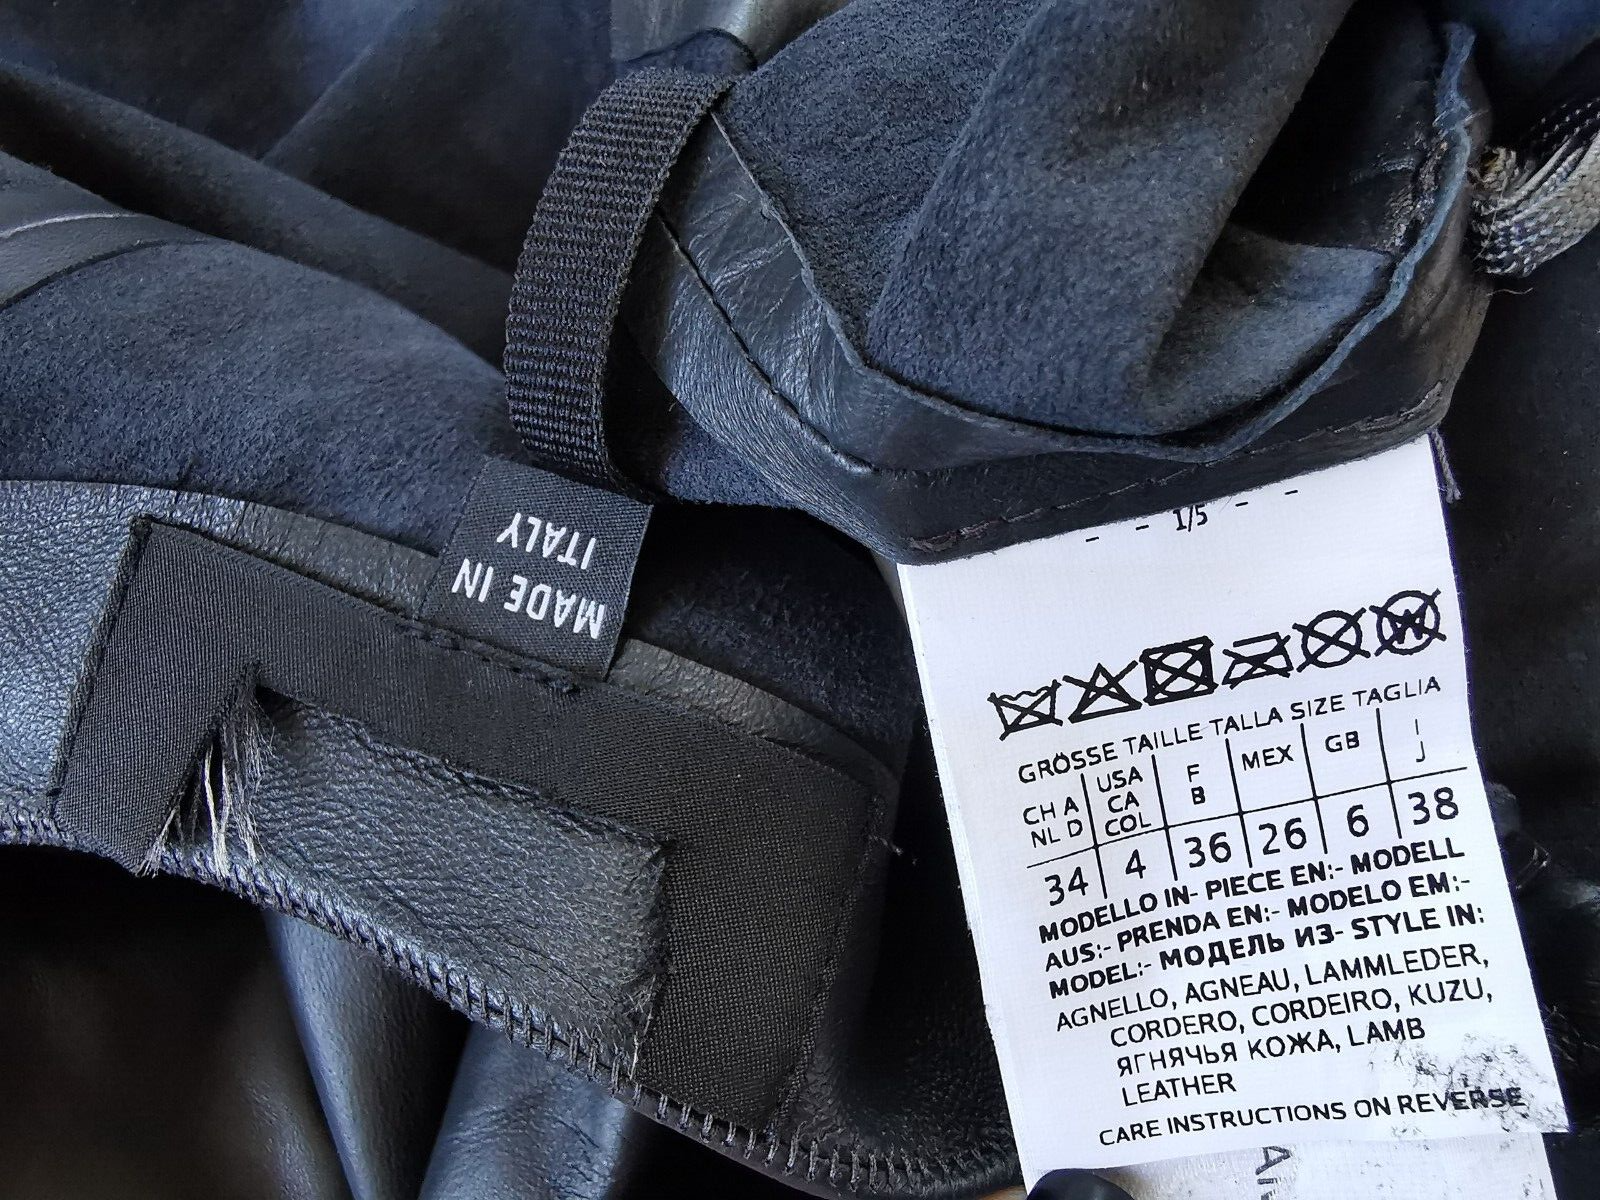 MADE IN
ITALY
- - 1/5 - -
GRÖSSE TAILLE TALLA SIZE TAGLIA
CH A NL D | USA CA COL | F B | MEX | GB | I J
34 | 4 | 36 | 26 | 6 | 38
MODELLO IN- PIECE EN:- MODELL
AUS:- PRENDA EN:- MODELO EM:-
MODEL:- МОДЕЛЬ ИЗ- STYLE IN:
AGNELLO, AGNEAU, LAMMLEDER,
CORDERO, CORDEIRO, KUZU,
ЯГНЯЧЬЯ КОЖА, LAMB
LEATHER
CARE INSTRUCTIONS ON REVERSE